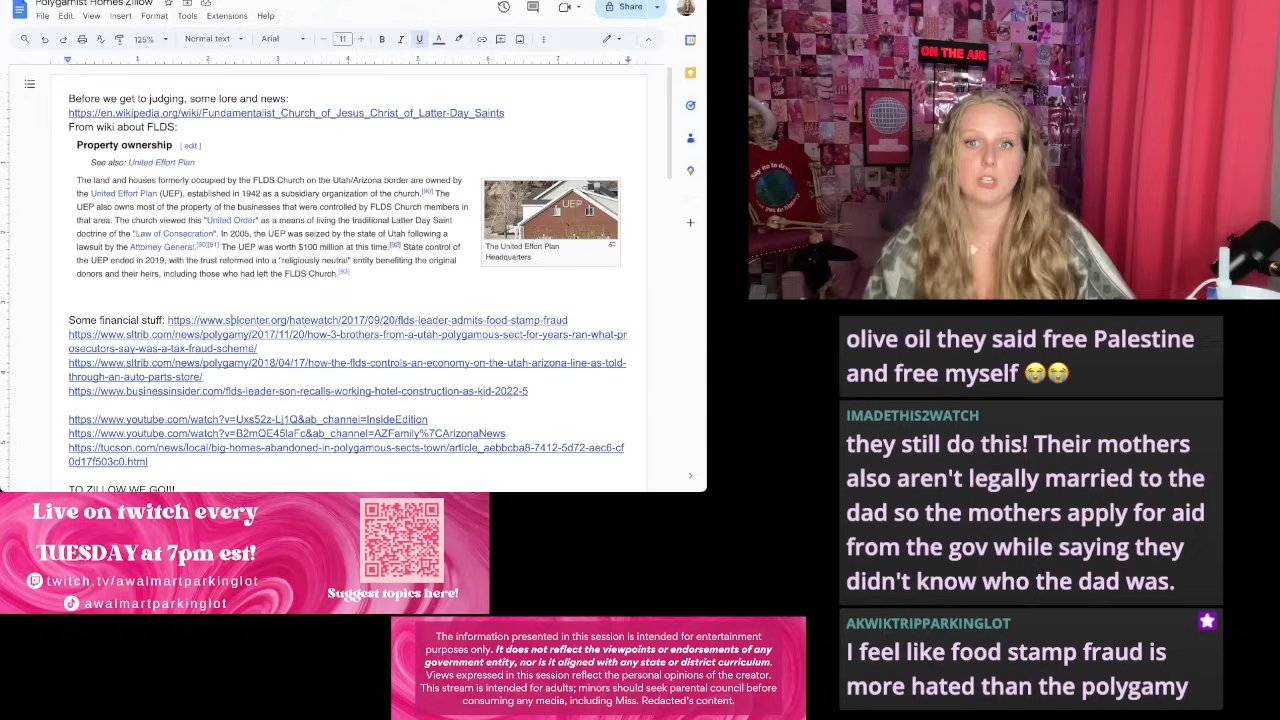 Polygamist Homes Zillow
File Edit View Insert Format Tools Extensions Help
Share
125% Normal text Arial 11 B I U A
1 2 3 4 5 6 7
Before we get to judging, some lore and news:
https://en.wikipedia.org/wiki/Fundamentalist_Church_of_Jesus_Christ_of_Latter-Day_Saints
From wiki about FLDS:
Property ownership [ edit ]
See also: United Effort Plan
The land and houses formerly occupied by the FLDS Church on the Utah/Arizona border are owned by
the United Effort Plan (UEP), established in 1942 as a subsidiary organization of the church.[90] The
UEP also owns most of the property of the businesses that were controlled by FLDS Church members in
that area. The church viewed this "United Order" as a means of living the traditional Latter Day Saint
doctrine of the "Law of Consecration". In 2005, the UEP was seized by the state of Utah following a
lawsuit by the Attorney General.[90][91] The UEP was worth $100 million at this time.[92] State control of
the UEP ended in 2019, with the trust reformed into a "religiously neutral" entity benefiting the original
donors and their heirs, including those who had left the FLDS Church.[93]
UEP
The United Effort Plan
Headquarters
Some financial stuff: https://www.splcenter.org/hatewatch/2017/09/20/flds-leader-admits-food-stamp-fraud
https://www.sltrib.com/news/polygamy/2017/11/20/how-3-brothers-from-a-utah-polygamous-sect-for-years-ran-what-pr
osecutors-say-was-a-tax-fraud-scheme/
https://www.sltrib.com/news/polygamy/2018/04/17/how-the-flds-controls-an-economy-on-the-utah-arizona-line-as-told-
through-an-auto-parts-store/
https://www.businessinsider.com/flds-leader-son-recalls-working-hotel-construction-as-kid-2022-5
https://www.youtube.com/watch?v=Uxs52z-Lj1Q&ab_channel=InsideEdition
https://www.youtube.com/watch?v=B2mQE45laFc&ab_channel=AZFamily%7CArizonaNews
https://tucson.com/news/local/big-homes-abandoned-in-polygamous-sects-town/article_aebbcba8-7412-5d72-aec6-cf
0d17f503c0.html
TO ZILLOW WE GO!!!
ON THE AIR
olive oil they said free Palestine
and free myself 😭😭
IMADETHIS2WATCH
they still do this! Their mothers
also aren't legally married to the
dad so the mothers apply for aid
from the gov while saying they
didn't know who the dad was.
AKWIKTRIPPARKINGLOT
I feel like food stamp fraud is
more hated than the polygamy
Live on twitch every
TUESDAY at 7pm est!
twitch.tv/awalmartparkinglot
awalmartparkinglot
Suggest topics here!
The information presented in this session is intended for entertainment
purposes only. It does not reflect the viewpoints or endorsements of any
government entity, nor is it aligned with any state or district curriculum.
Views expressed in this session reflect the personal opinions of the creator.
This stream is intended for adults; minors should seek parental council before
consuming any media, including Miss. Redacted's content.